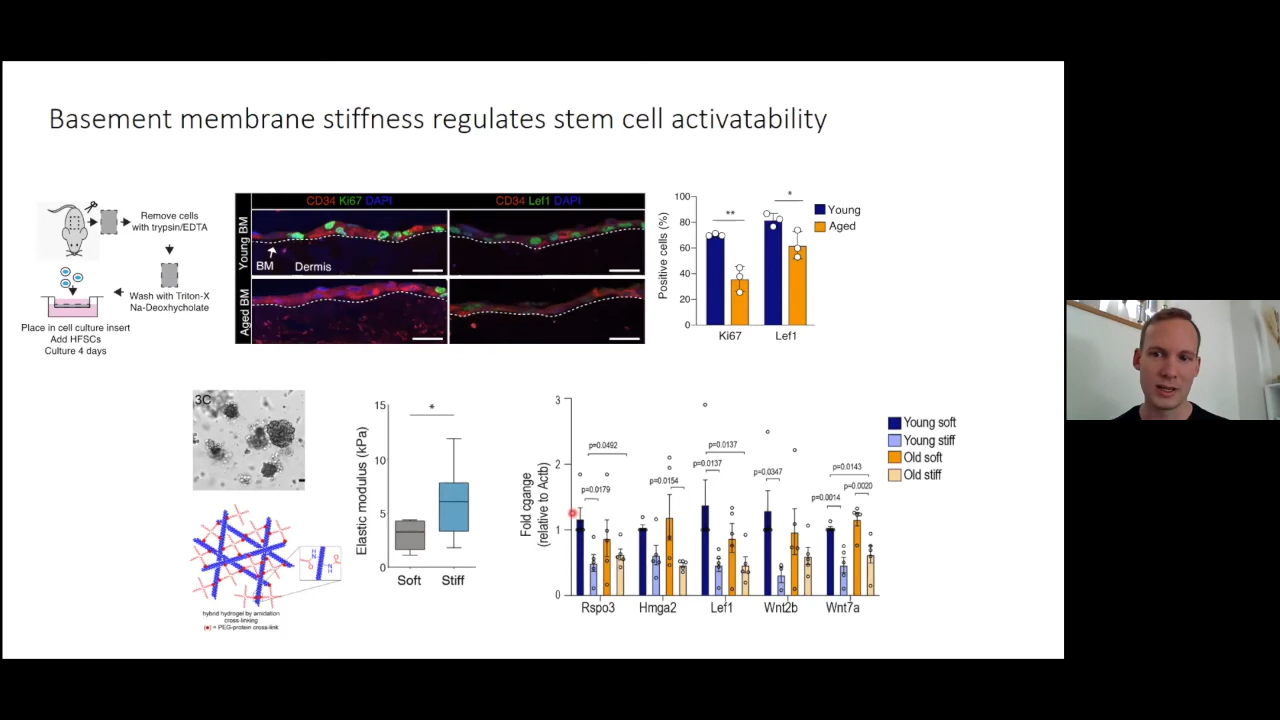 Basement membrane stiffness regulates stem cell activatability
Remove cells
with trypsin/EDTA
Wash with Triton-X
Na-Deoxhycholate
Place in cell culture insert
Add HFSCs
Culture 4 days
CD34 Ki67 DAPI
CD34 Lef1 DAPI
Young BM
Aged BM
BM
Dermis
Positive cells (%)
100
80
60
40
20
0
**
*
Ki67
Lef1
Young
Aged
3C
hybrid hydrogel by amidation
cross-linking
(●) = PEG-protein cross-link
HN
NH
O
O
Elastic modulus (kPa)
15
10
5
0
*
Soft
Stiff
Fold cgange
(relative to Actb)
3
2
1
0
p=0.0492
p=0.0179
p=0.0154
p=0.0137
p=0.0137
p=0.0347
p=0.0143
p=0.0020
p=0.0014
Rspo3
Hmga2
Lef1
Wnt2b
Wnt7a
Young soft
Young stiff
Old soft
Old stiff